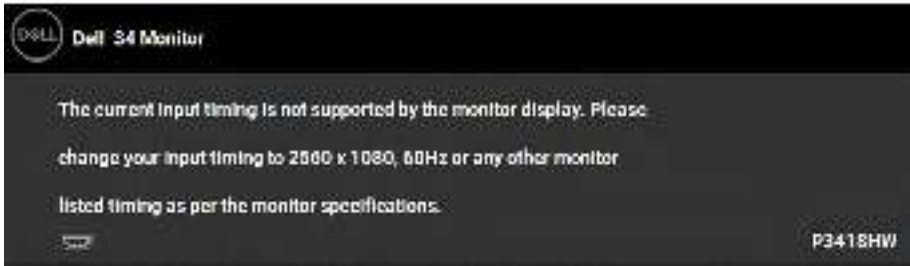 DELL
Dell 34 Monitor
The current input timing is not supported by the monitor display. Please
change your input timing to 2560 x 1080, 60Hz or any other monitor
listed timing as per the monitor specifications.
P3418HW